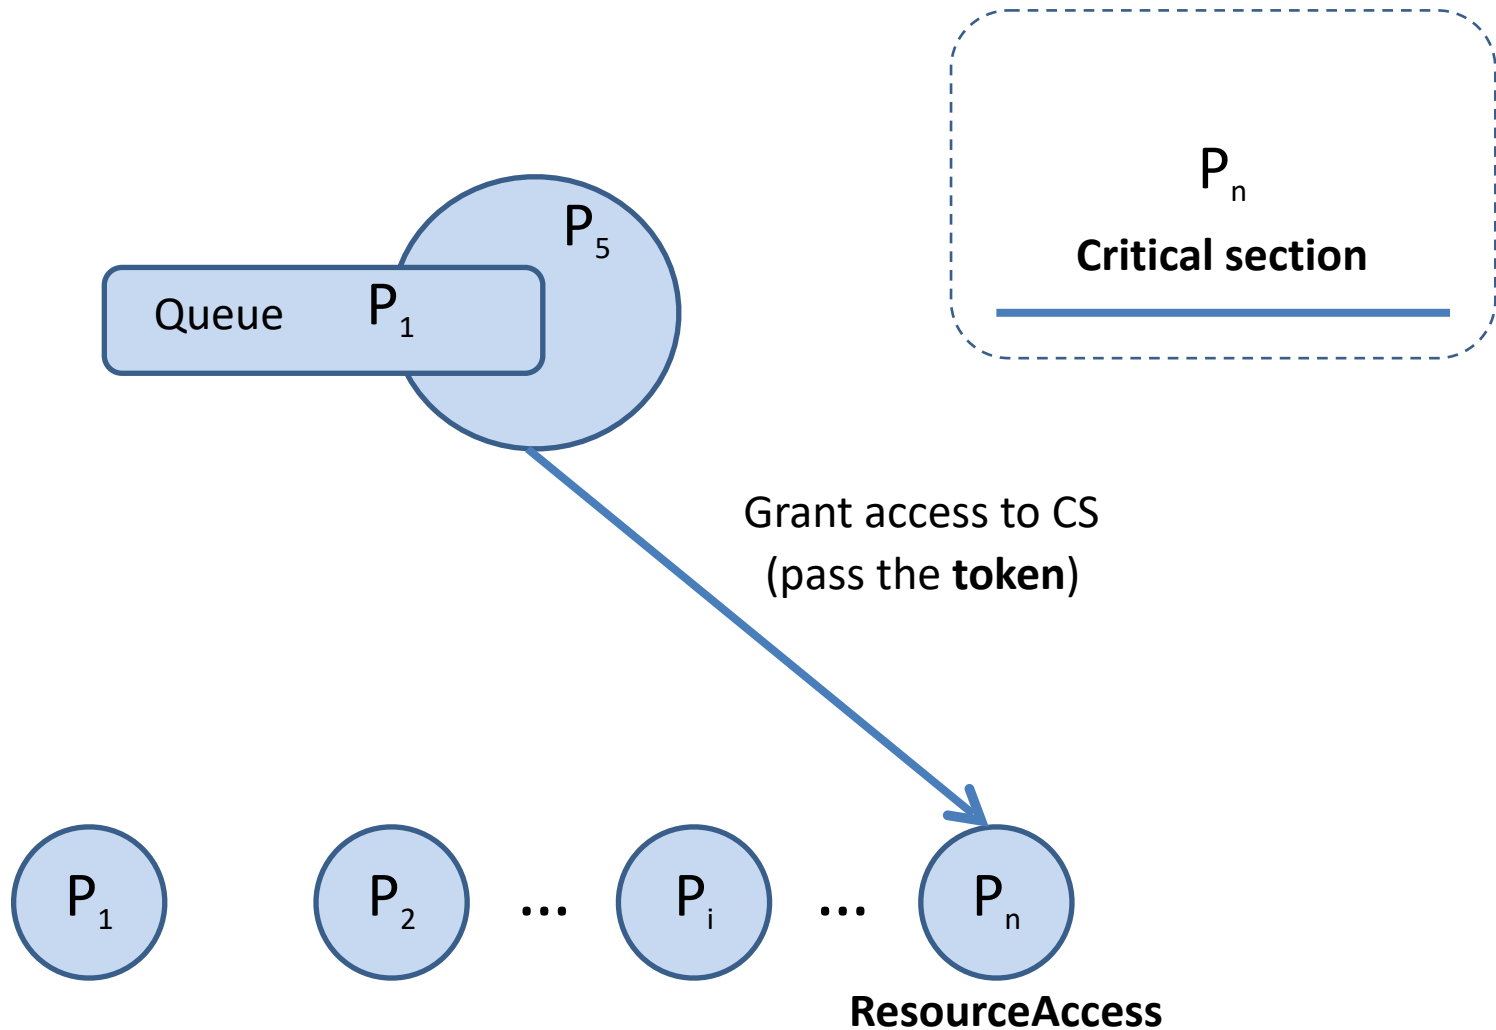 Pn
Critical section
P5
Queue P1
Grant access to CS
(pass the token)
P1 P2 ... Pi ... Pn
ResourceAccess